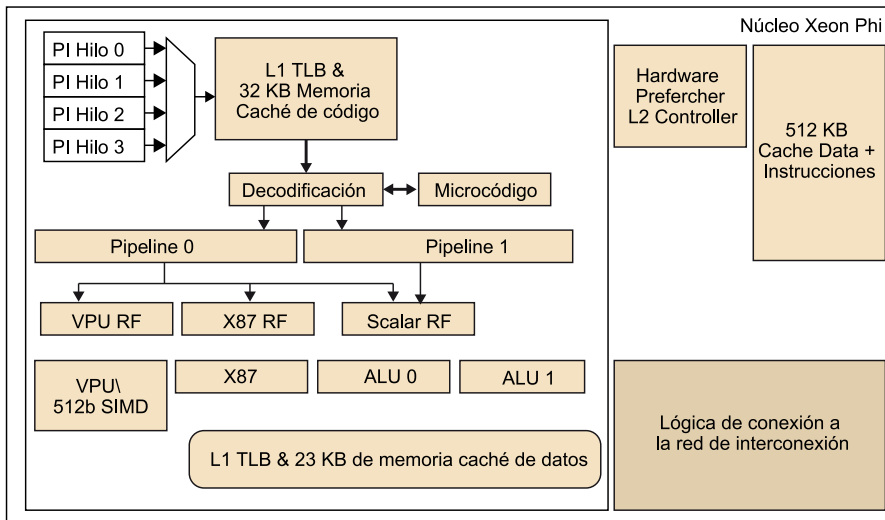 Núcleo Xeon Phi
PI Hilo 0
PI Hilo 1
PI Hilo 2
PI Hilo 3
L1 TLB &
32 KB Memoria
Caché de código
Hardware
Prefercher
L2 Controller
512 KB
Cache Data +
Instrucciones
Decodificación
Microcódigo
Pipeline 0
Pipeline 1
VPU RF
X87 RF
Scalar RF
VPU\
512b SIMD
X87
ALU 0
ALU 1
Lógica de conexión a
la red de interconexión
L1 TLB & 23 KB de memoria caché de datos